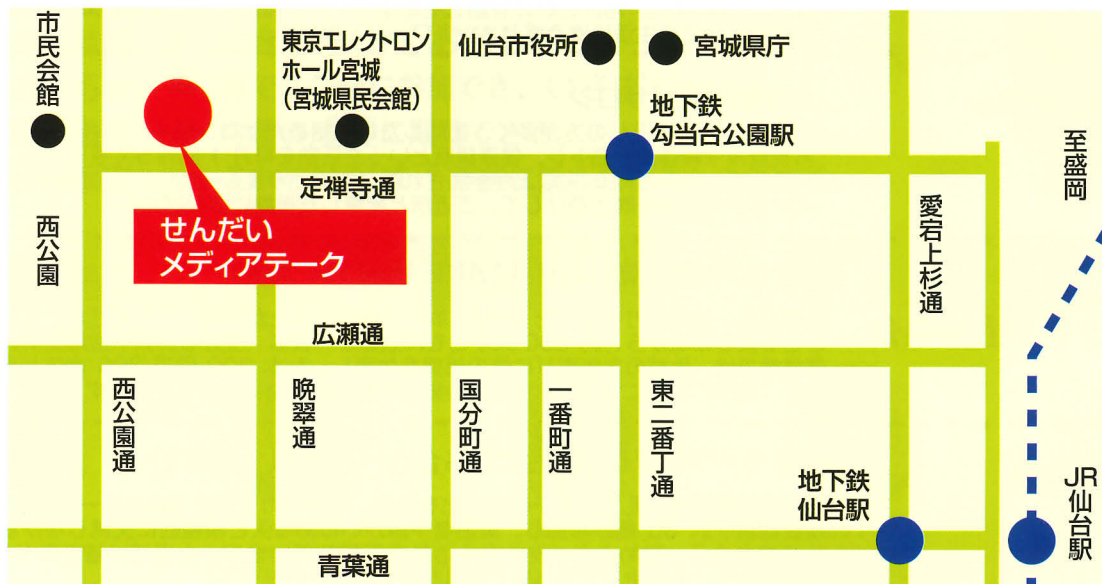 市民会館
東京エレクトロン
ホール宮城
（宮城県民会館）
仙台市役所
宮城県庁
地下鉄
勾当台公園駅
至盛岡
定禅寺通
せんだい
メディアテーク
西公園
愛宕上杉通
広瀬通
西公園通
晩翠通
国分町通
一番町通
東二番丁通
地下鉄
仙台駅
JR仙台駅
青葉通